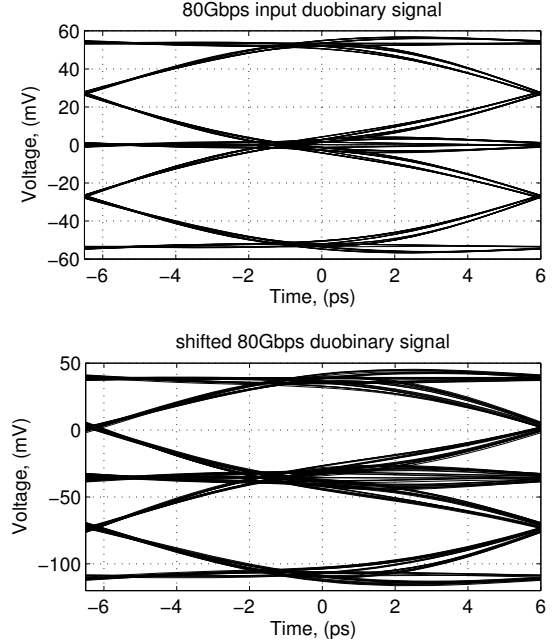 80Gbps input duobinary signal
60
40
20
0
−20
−40
−60
Voltage, (mV)
−6 −4 −2 0 2 4 6
Time, (ps)
shifted 80Gbps duobinary signal
50
0
−50
−100
Voltage, (mV)
−6 −4 −2 0 2 4 6
Time, (ps)